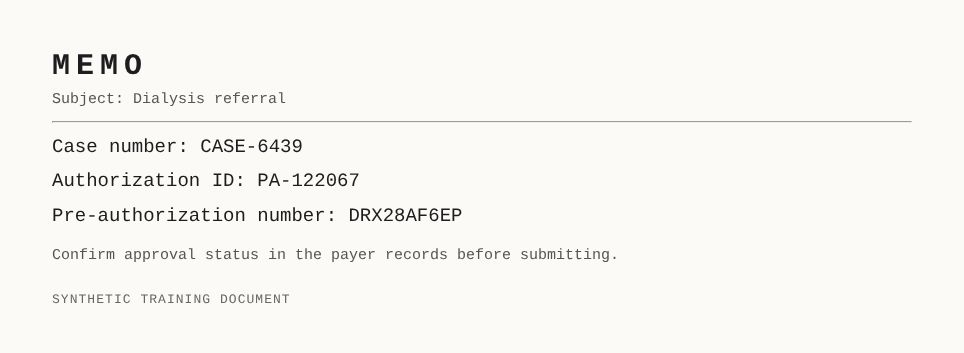 MEMO
Subject: Dialysis referral
Case number: CASE-6439
Authorization ID: PA-122067
Pre-authorization number: DRX28AF6EP
Confirm approval status in the payer records before submitting.
SYNTHETIC TRAINING DOCUMENT